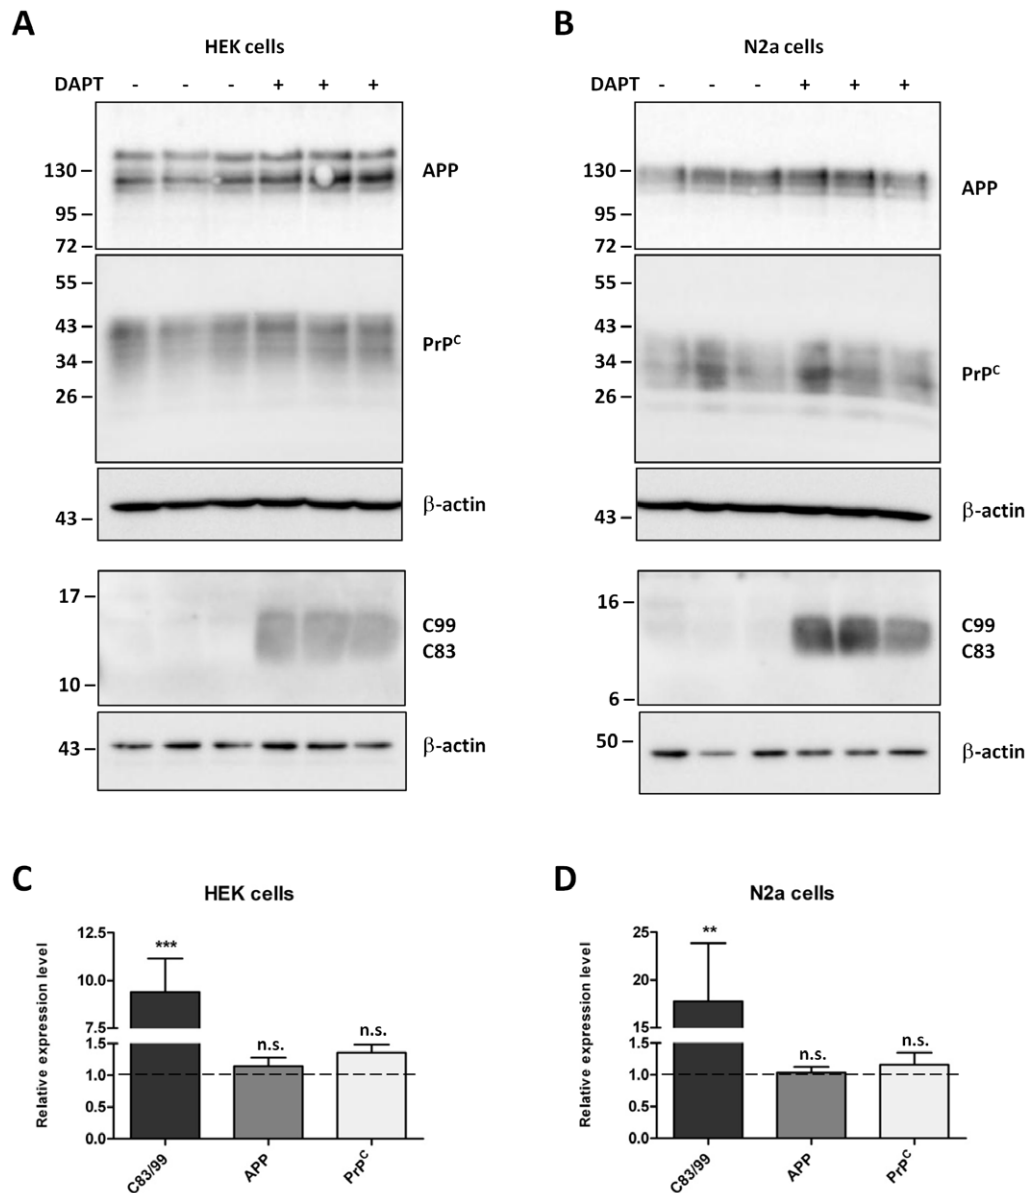 A
HEK cells
DAPT - - - + + +
130
95
72
APP
55
43
34
26
PrPᶜ
43
β-actin
17
10
C99
C83
43
β-actin
B
N2a cells
DAPT - - - + + +
130
95
72
APP
55
43
34
26
PrPᶜ
43
β-actin
16
6
C99
C83
50
β-actin
C
HEK cells
Relative expression level
12.5
10.0
7.5
1.5
1.0
0.5
0.0
***
n.s.
n.s.
C83/99
APP
PrPᶜ
D
N2a cells
Relative expression level
25
20
15
1.5
1.0
0.5
0.0
**
n.s.
n.s.
C83/99
APP
PrPᶜ